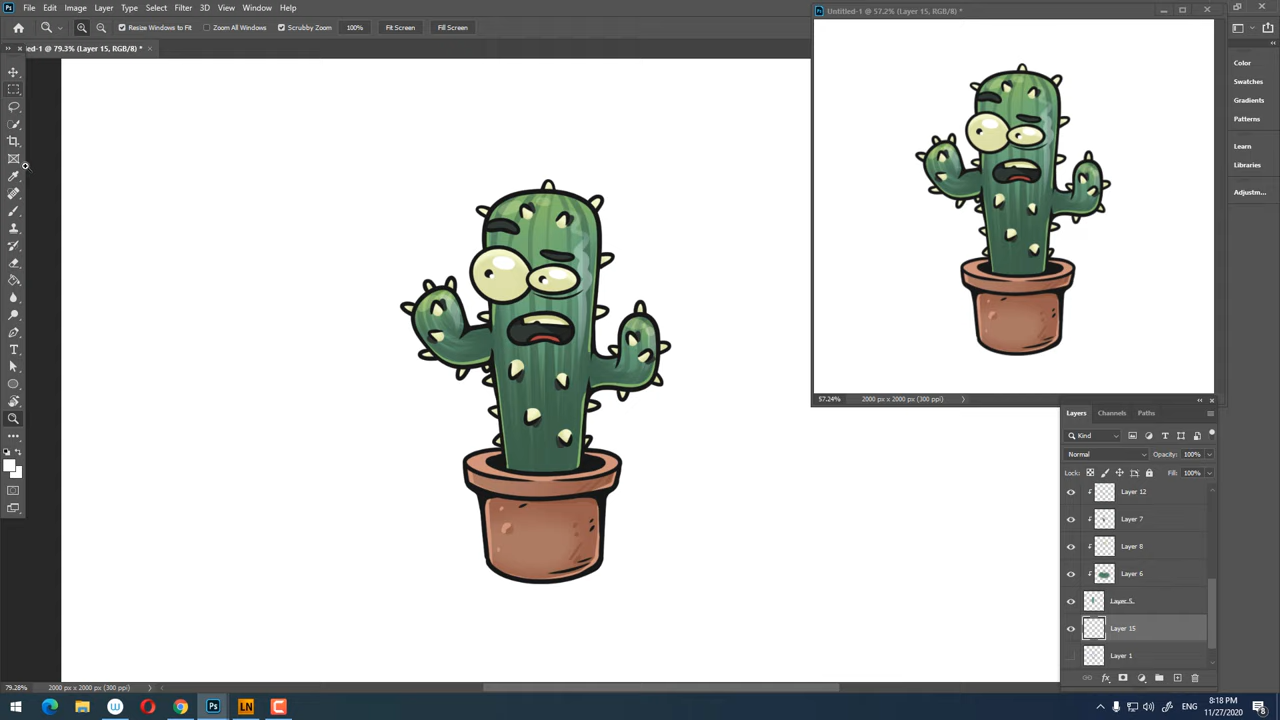 File Edit Image Layer Type Select Filter 3D View Window Help
Resize Windows to Fit Zoom All Windows Scrubby Zoom 100% Fit Screen Fill Screen
ed-1 @ 79.3% (Layer 15, RGB/8) *
Untitled-1 @ 57.2% (Layer 15, RGB/8) *
Color
Swatches
Gradients
Patterns
Learn
Libraries
Adjustm...
57.24% 2000 px x 2000 px (300 ppi)
Layers Channels Paths
Kind
Normal Opacity: 100%
Lock: Fill: 100%
Layer 12
Layer 7
Layer 8
Layer 6
Layer 5
Layer 15
Layer 1
79.28% 2000 px x 2000 px (300 ppi)
Ps LN C
8:18 PM
11/27/2020
8